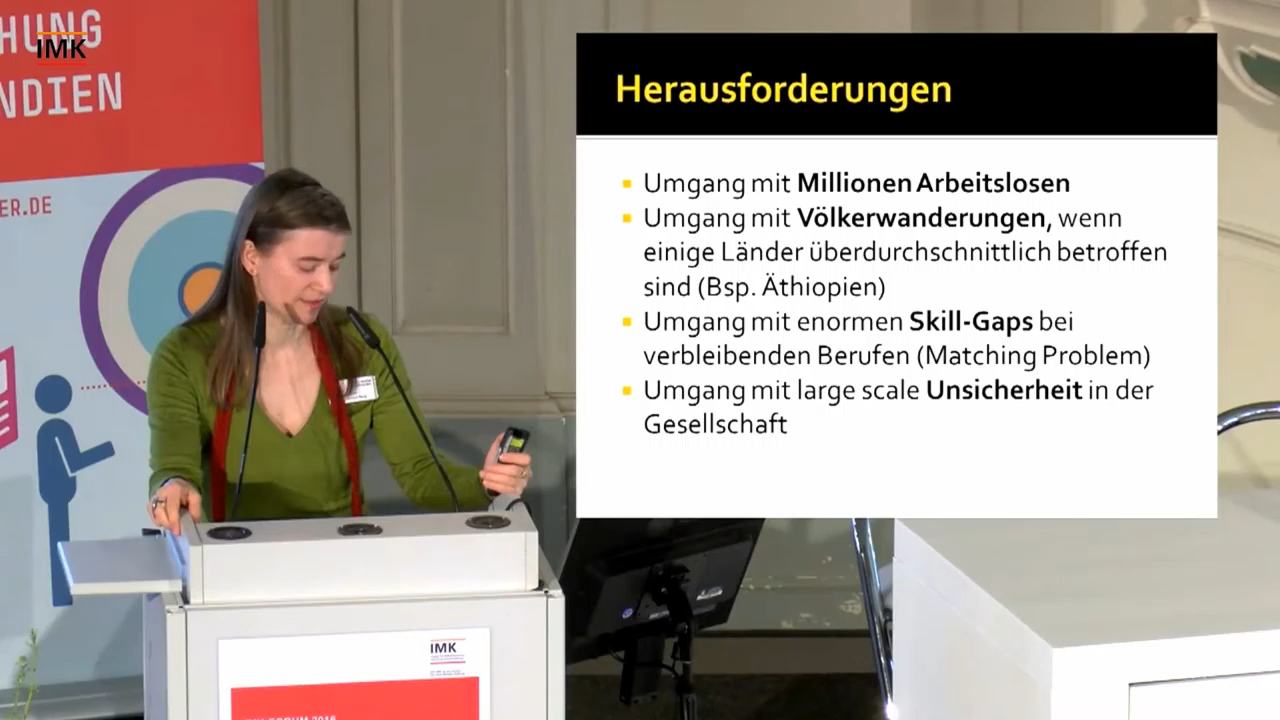 HUNG
NDIEN
IMK
ER.DE
Herausforderungen
Umgang mit Millionen Arbeitslosen
Umgang mit Völkerwanderungen, wenn
einige Länder überdurchschnittlich betroffen
sind (Bsp. Äthiopien)
Umgang mit enormen Skill-Gaps bei
verbleibenden Berufen (Matching Problem)
Umgang mit large scale Unsicherheit in der
Gesellschaft
IMK
FORUM 2016